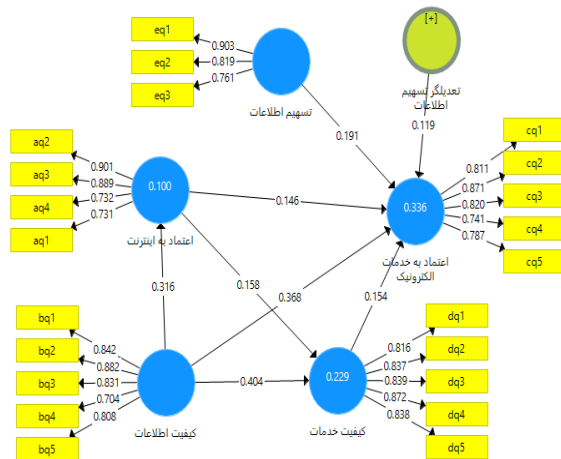 eq1
eq2
eq3
0.903
0.819
0.761
تسهیم اطلاعات
[+]
تعدیلگر تسهیم
اطلاعات
0.191
0.119
aq2
aq3
aq4
aq1
0.901
0.889
0.732
0.731
0.100
اعتماد به اینترنت
0.146
0.336
اعتماد به خدمات
الکترونیک
0.811
0.871
0.820
0.741
0.787
cq1
cq2
cq3
cq4
cq5
0.316
0.158
0.368
0.154
bq1
bq2
bq3
bq4
bq5
0.842
0.882
0.831
0.704
0.808
کیفیت اطلاعات
0.404
0.229
کیفیت خدمات
0.816
0.837
0.839
0.872
0.838
dq1
dq2
dq3
dq4
dq5